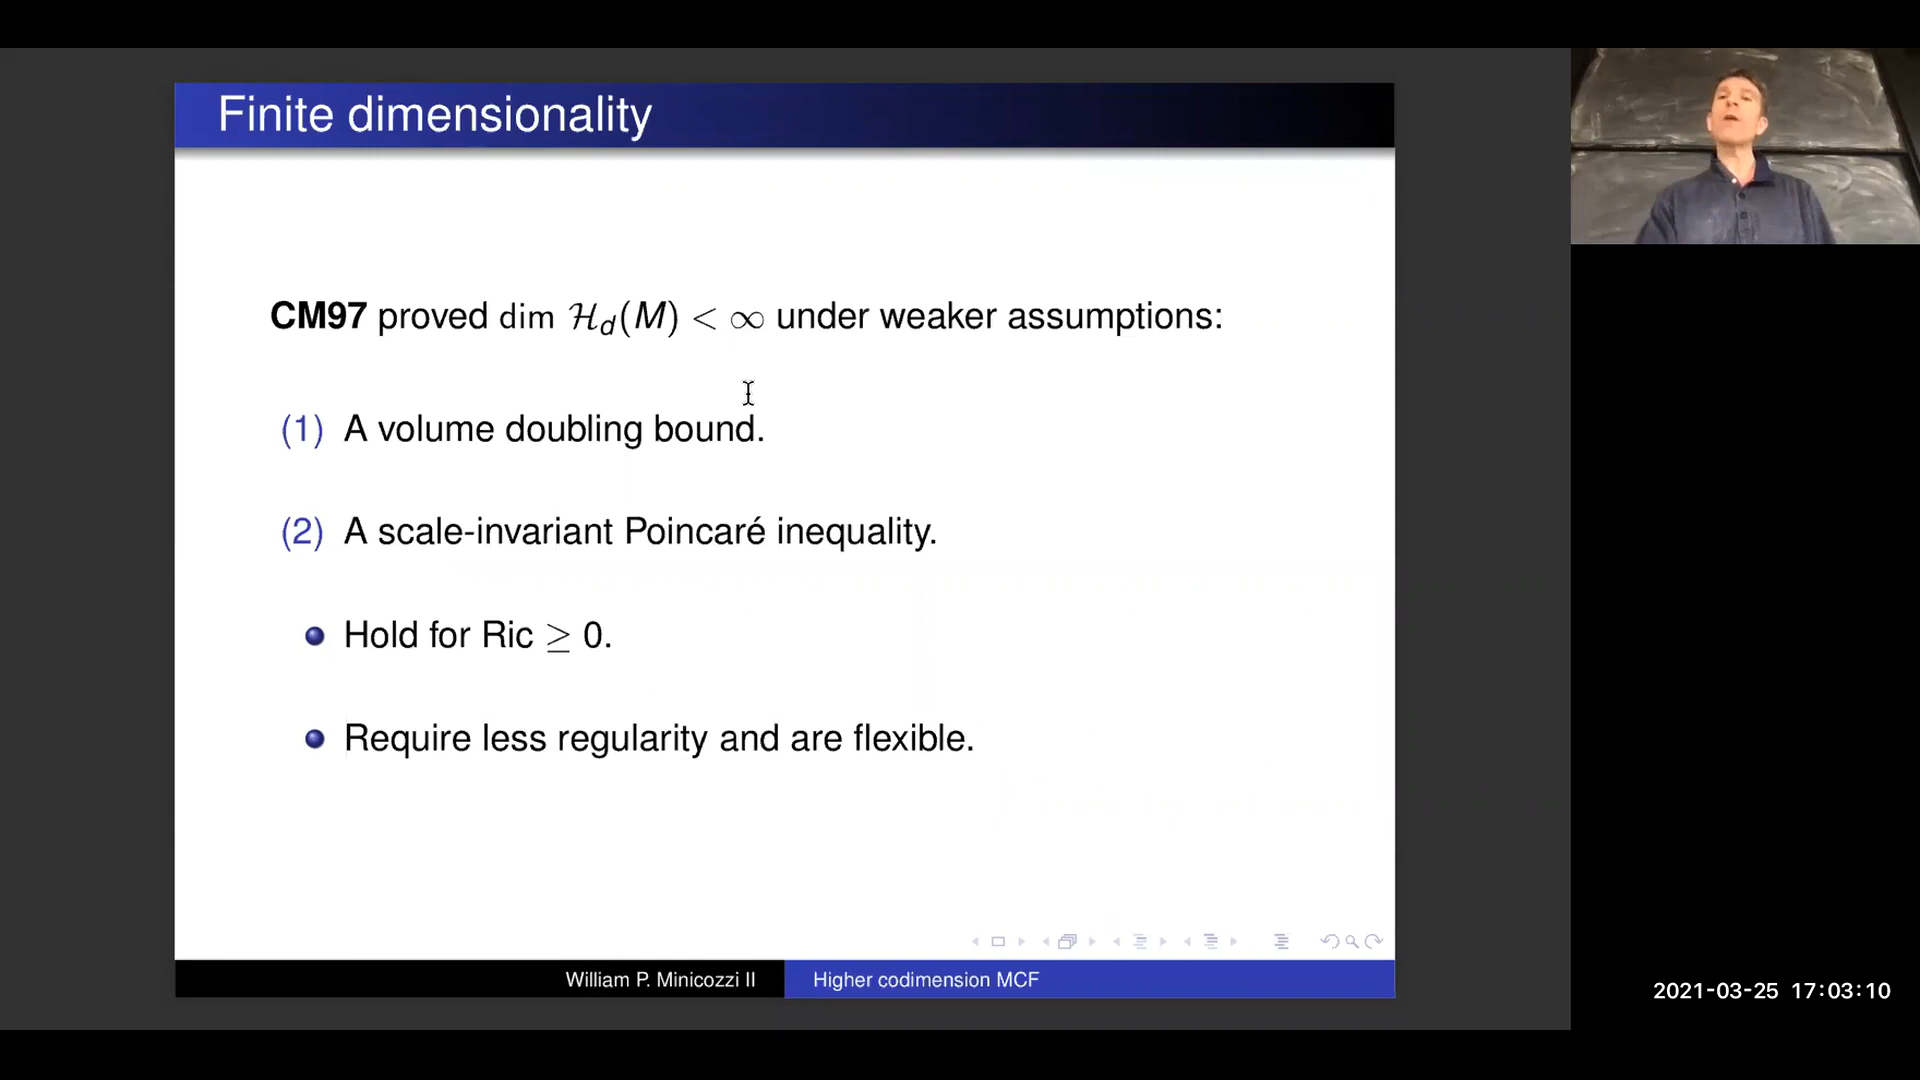 Finite dimensionality
CM97 proved dim ℋ_d(M) < ∞ under weaker assumptions:
(1) A volume doubling bound.
(2) A scale-invariant Poincaré inequality.
Hold for Ric ≥ 0.
Require less regularity and are flexible.
William P. Minicozzi II
Higher codimension MCF
2021-03-25 17:03:10